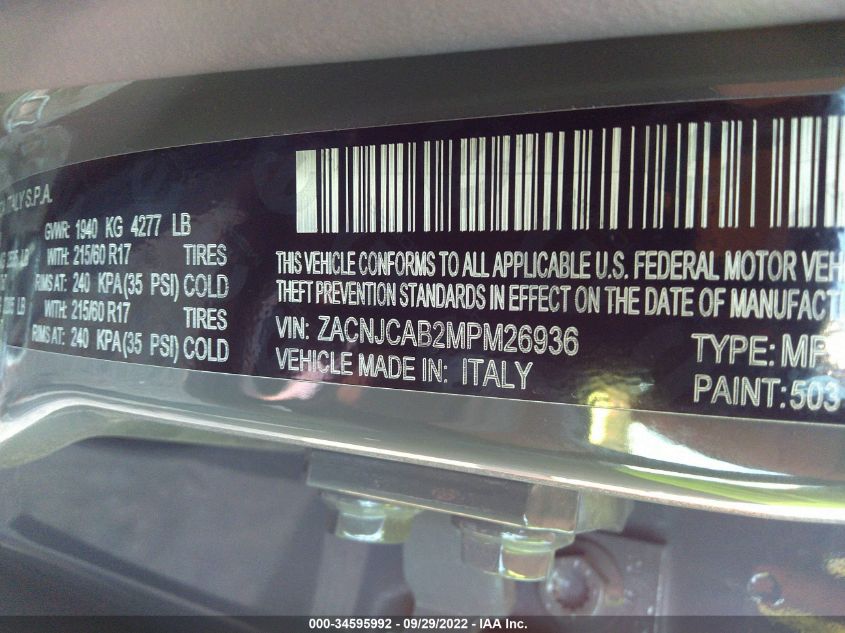 ITALY S.P.A.
GVWR: 1940 KG 4277 LB
WITH: 215/60 R17 TIRES
RIMS AT: 240 KPA(35 PSI) COLD
WITH: 215/60 R17 TIRES
RIMS AT: 240 KPA(35 PSI) COLD
LB
LB
THIS VEHICLE CONFORMS TO ALL APPLICABLE U.S. FEDERAL MOTOR VEH
THEFT PREVENTION STANDARDS IN EFFECT ON THE DATE OF MANUFACT
VIN: ZACNJCAB2MPM26936
VEHICLE MADE IN: ITALY
TYPE: MP
PAINT: 503
000-34595992 - 09/29/2022 - IAA Inc.